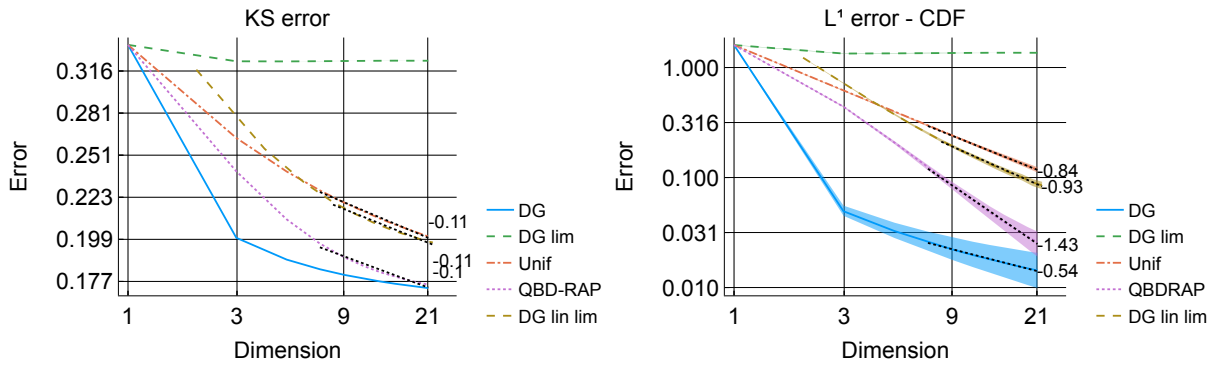 KS error
0.316
0.281
0.251
0.223
0.199
0.177
Error
1 3 9 21
Dimension
-0.11
-0.11
-0.1
DG
DG lim
Unif
QBD-RAP
DG lin lim
L¹ error - CDF
1.000
0.316
0.100
0.031
0.010
Error
1 3 9 21
Dimension
-0.84
-0.93
-1.43
-0.54
DG
DG lim
Unif
QBDRAP
DG lin lim